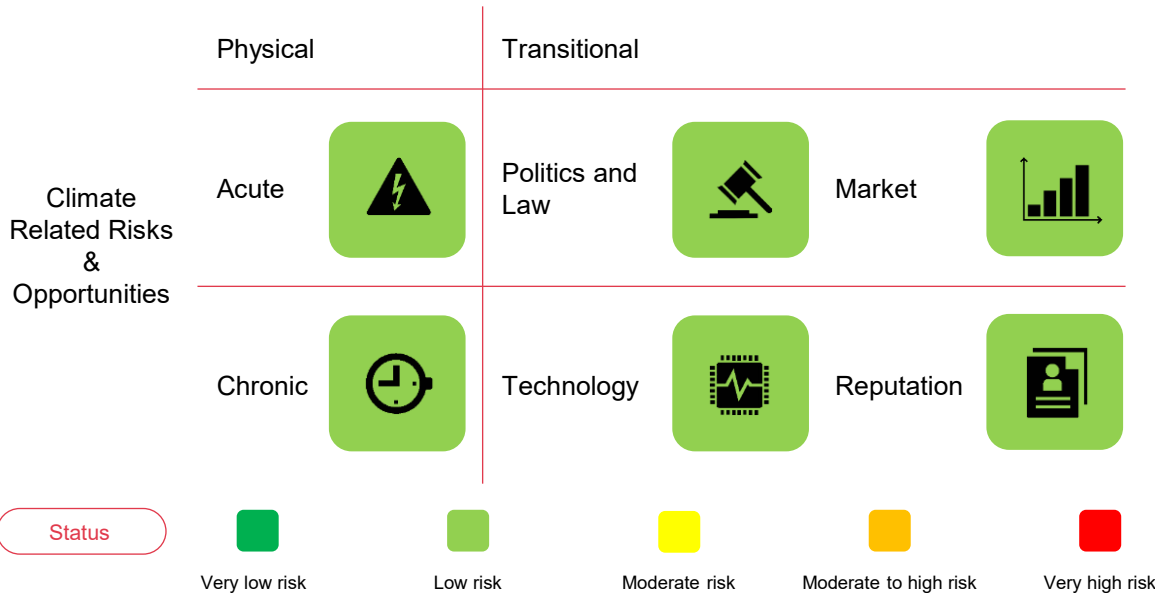 Physical
Transitional
Climate
Related Risks
&
Opportunities
Acute
Politics and
Law
Market
Chronic
Technology
Reputation
Status
Very low risk
Low risk
Moderate risk
Moderate to high risk
Very high risk